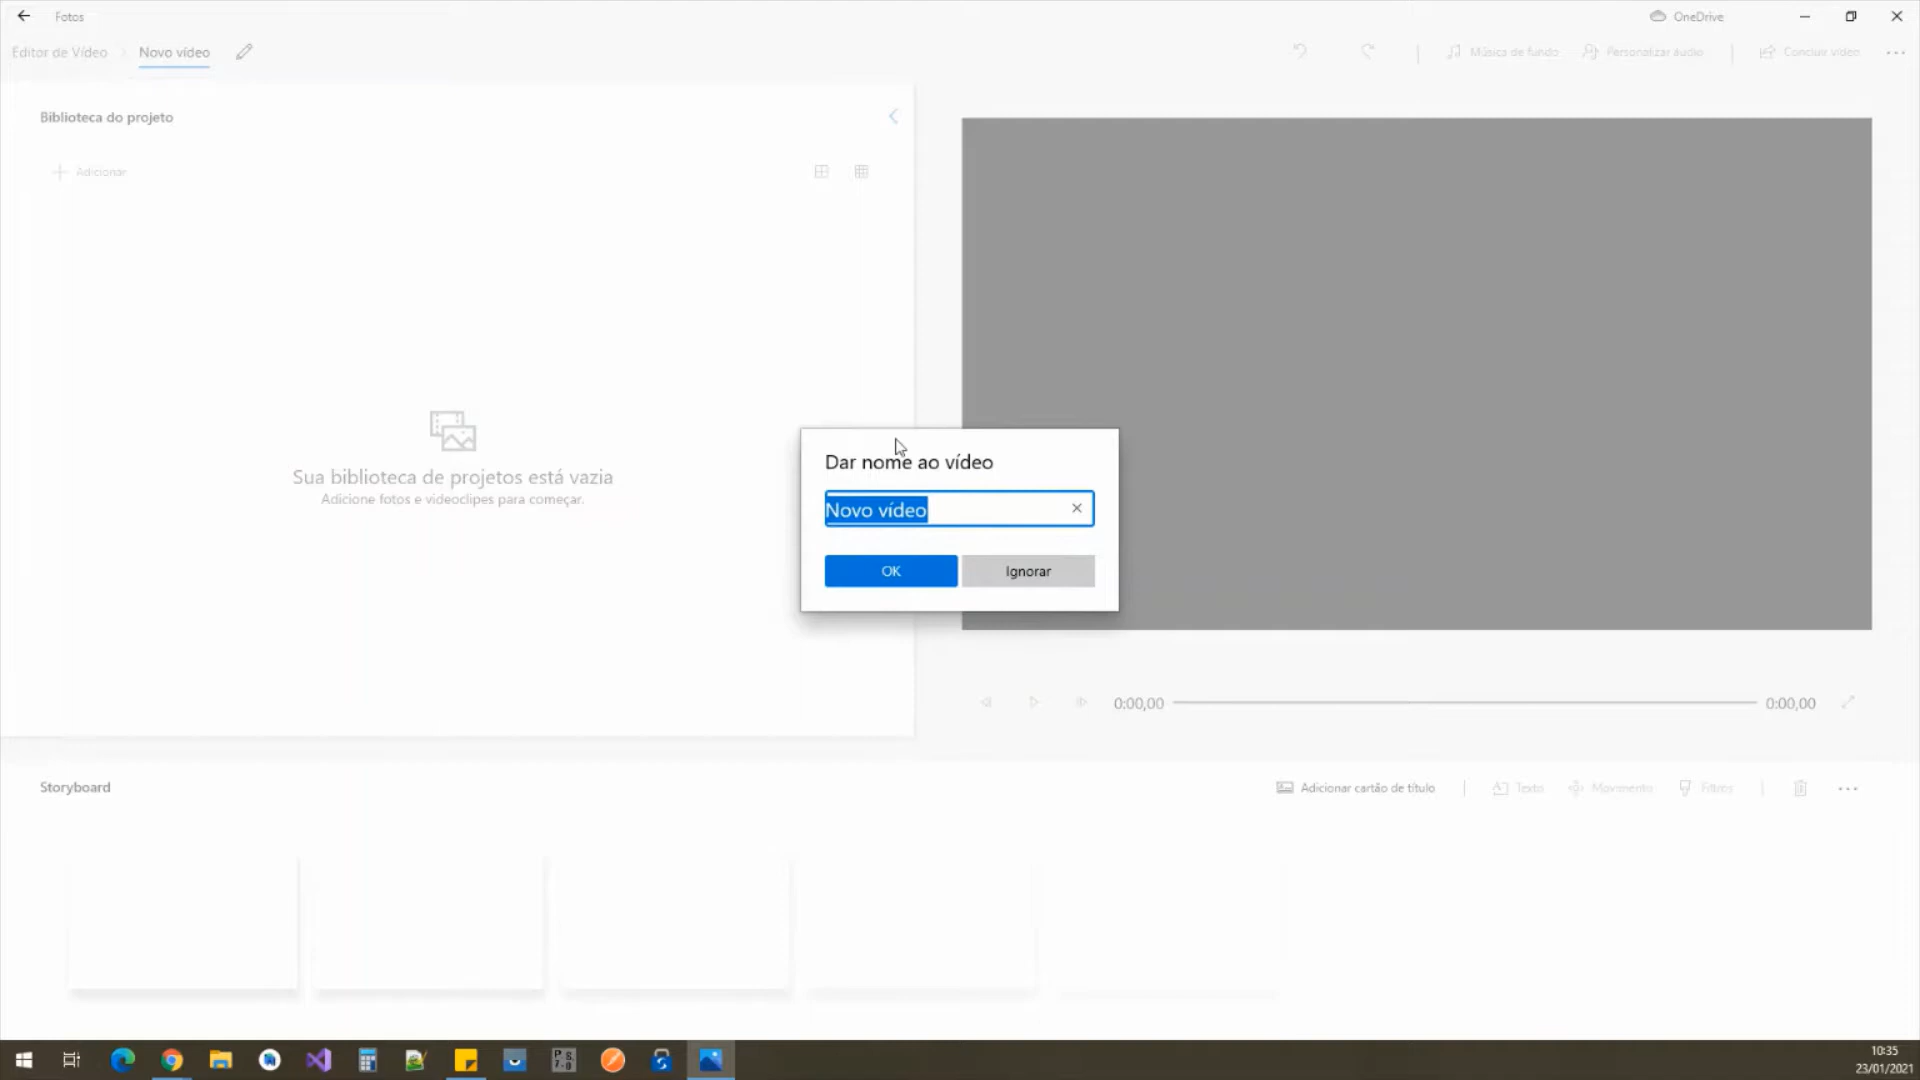 Fotos
OneDrive
Editor de Vídeo
Novo vídeo
Música de fundo
Personalizar áudio
Concluir vídeo
Biblioteca do projeto
Adicionar
Sua biblioteca de projetos está vazia
Adicione fotos e videoclipes para começar.
Dar nome ao vídeo
Novo vídeo
OK
Ignorar
0:00,00
0:00,00
Storyboard
Adicionar cartão de título
Texto
Movimento
Filtros
10:35
23/01/2021